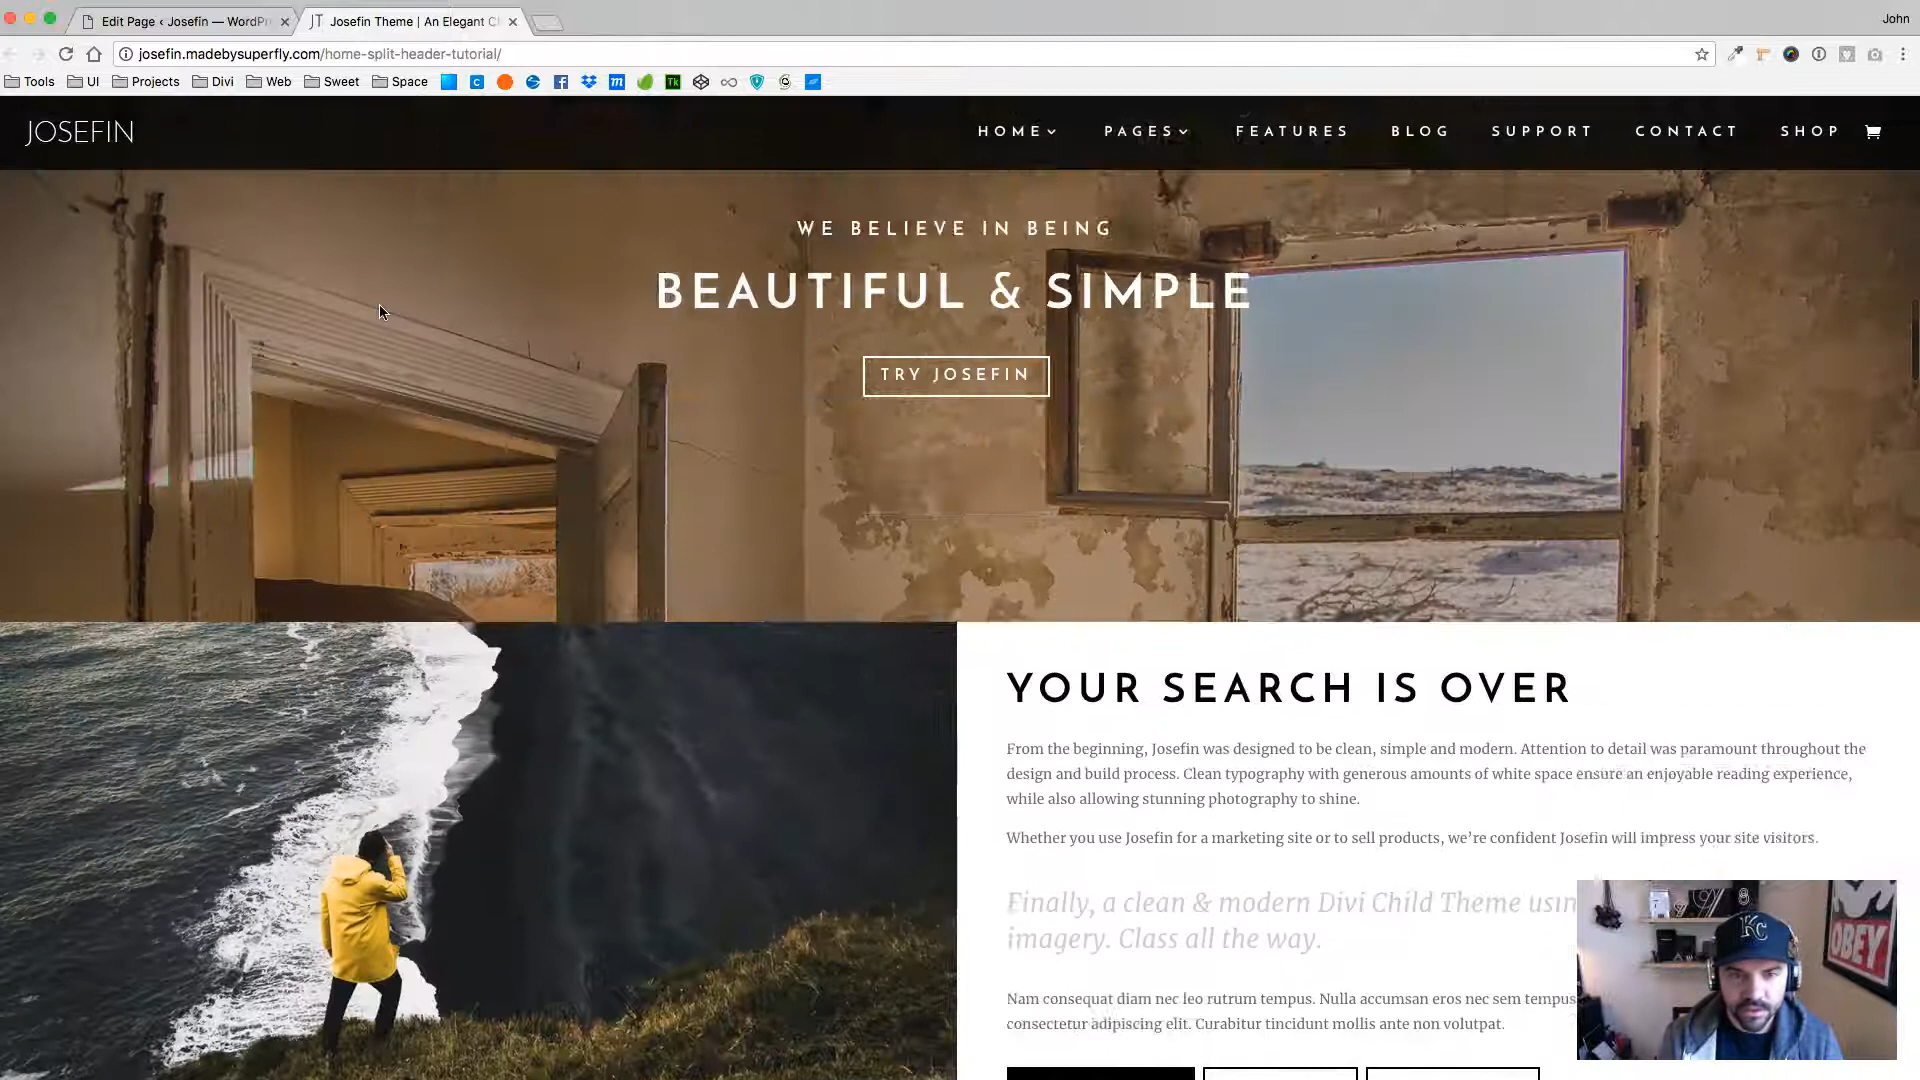 Edit Page ‹ Josefin — WordPr
JT Josefin Theme | An Elegant C
John
josefin.madebysuperfly.com/home-split-header-tutorial/
Tools UI Projects Divi Web Sweet Space
JOSEFIN
HOME PAGES FEATURES BLOG SUPPORT CONTACT SHOP
WE BELIEVE IN BEING
BEAUTIFUL & SIMPLE
TRY JOSEFIN
YOUR SEARCH IS OVER
From the beginning, Josefin was designed to be clean, simple and modern. Attention to detail was paramount throughout the
design and build process. Clean typography with generous amounts of white space ensure an enjoyable reading experience,
while also allowing stunning photography to shine.
Whether you use Josefin for a marketing site or to sell products, we're confident Josefin will impress your site visitors.
Finally, a clean & modern Divi Child Theme usin
imagery. Class all the way.
Nam consequat diam nec leo rutrum tempus. Nulla accumsan eros nec sem tempus
consectetur adipiscing elit. Curabitur tincidunt mollis ante non volutpat.
KC
OBEY